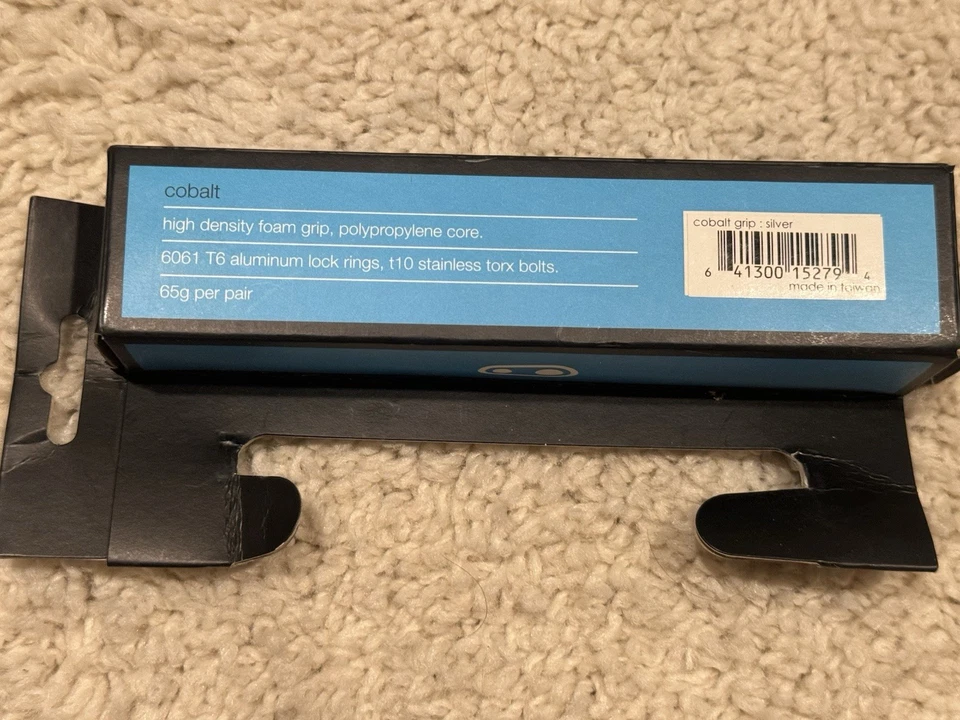 cobalt
high density foam grip, polypropylene core.
6061 T6 aluminum lock rings, t10 stainless torx bolts.
65g per pair
cobalt grip : silver
6 41300 15279 4
made in taiwan